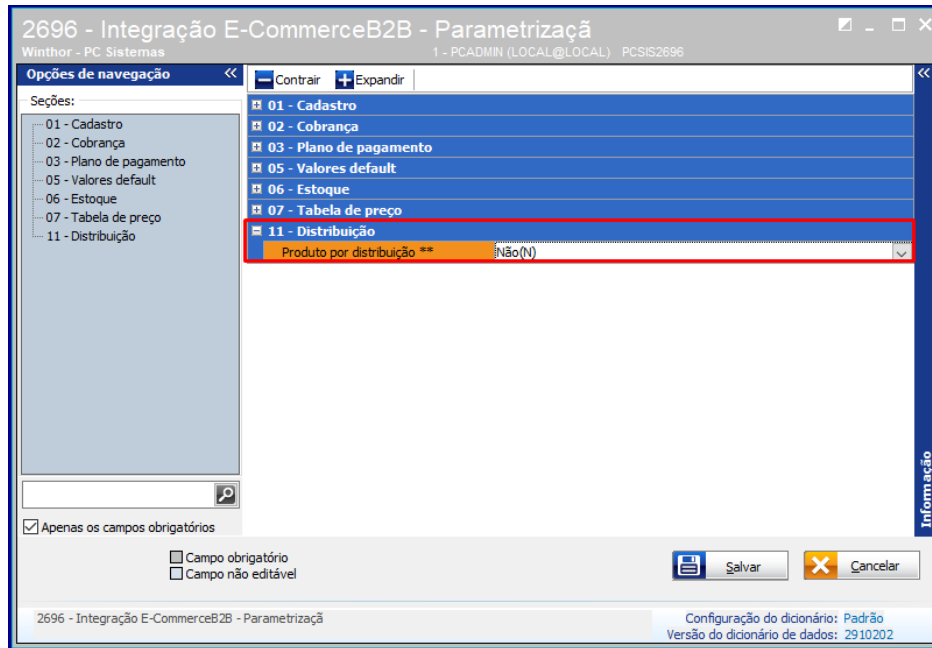 2696 - Integração E-CommerceB2B - Parametrizaçã
Winthor - PC Sistemas 1 - PCADMIN (LOCAL@LOCAL) PCSIS2696
Opções de navegação
Seções:
01 - Cadastro
02 - Cobrança
03 - Plano de pagamento
05 - Valores default
06 - Estoque
07 - Tabela de preço
11 - Distribuição
Apenas os campos obrigatórios
Contrair Expandir
01 - Cadastro
02 - Cobrança
03 - Plano de pagamento
05 - Valores default
06 - Estoque
07 - Tabela de preço
11 - Distribuição
Produto por distribuição ** Não(N)
Informação
Campo obrigatório
Campo não editável
Salvar Cancelar
2696 - Integração E-CommerceB2B - Parametrizaçã
Configuração do dicionário: Padrão
Versão do dicionário de dados: 2910202